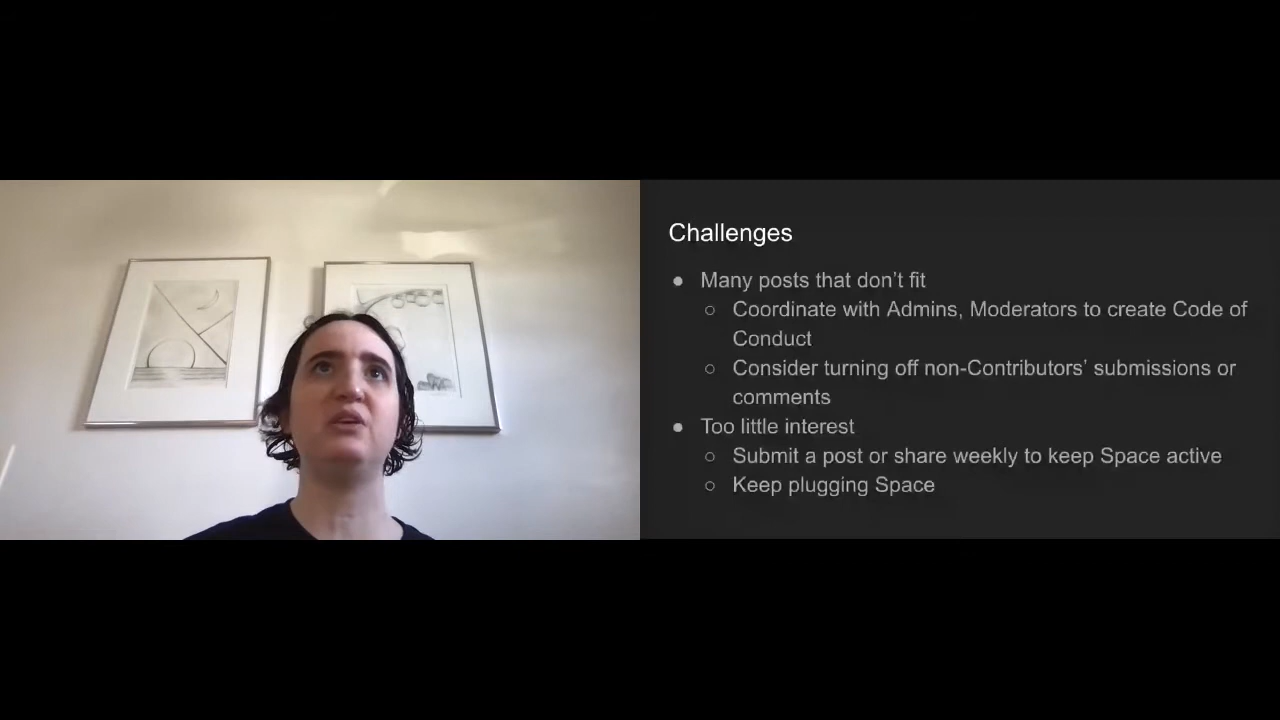 Challenges
● Many posts that don’t fit
○ Coordinate with Admins, Moderators to create Code of
Conduct
○ Consider turning off non-Contributors’ submissions or
comments
● Too little interest
○ Submit a post or share weekly to keep Space active
○ Keep plugging Space